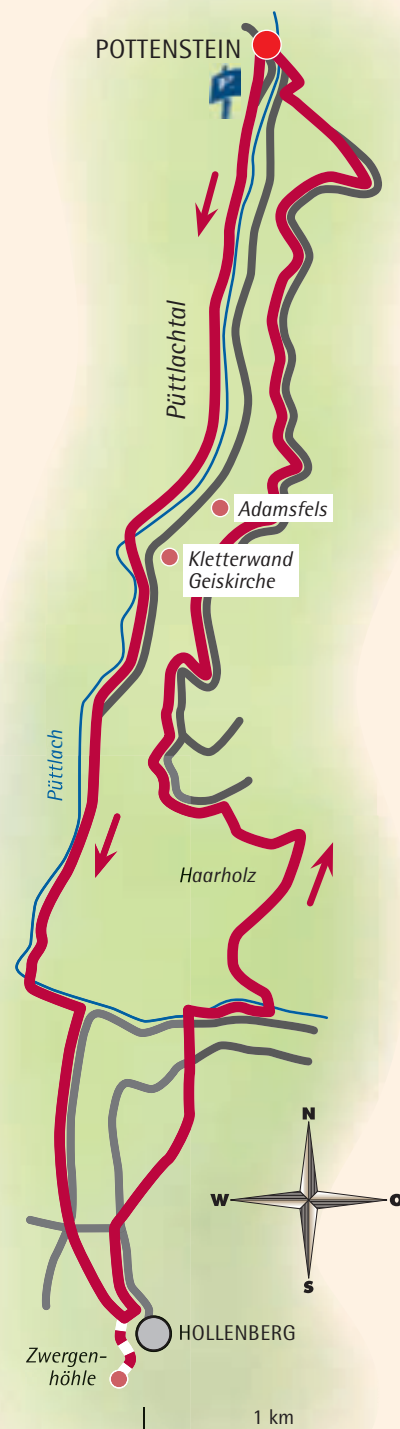 POTTENSTEIN
P
Püttlachtal
Adamsfels
Kletterwand
Geiskirche
Püttlach
Haarholz
N
W
O
S
HOLLENBERG
Zwergen-
höhle
1 km